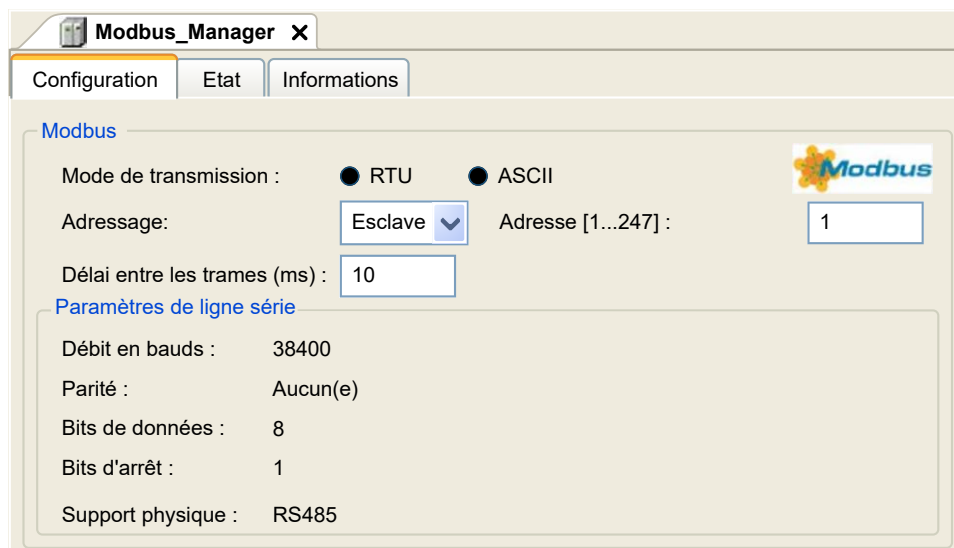 Modbus_Manager
Configuration Etat Informations
Modbus
Mode de transmission : RTU ASCII Modbus
Adressage: Esclave Adresse [1...247] : 1
Délai entre les trames (ms) : 10
Paramètres de ligne série
Débit en bauds : 38400
Parité : Aucun(e)
Bits de données : 8
Bits d'arrêt : 1
Support physique : RS485